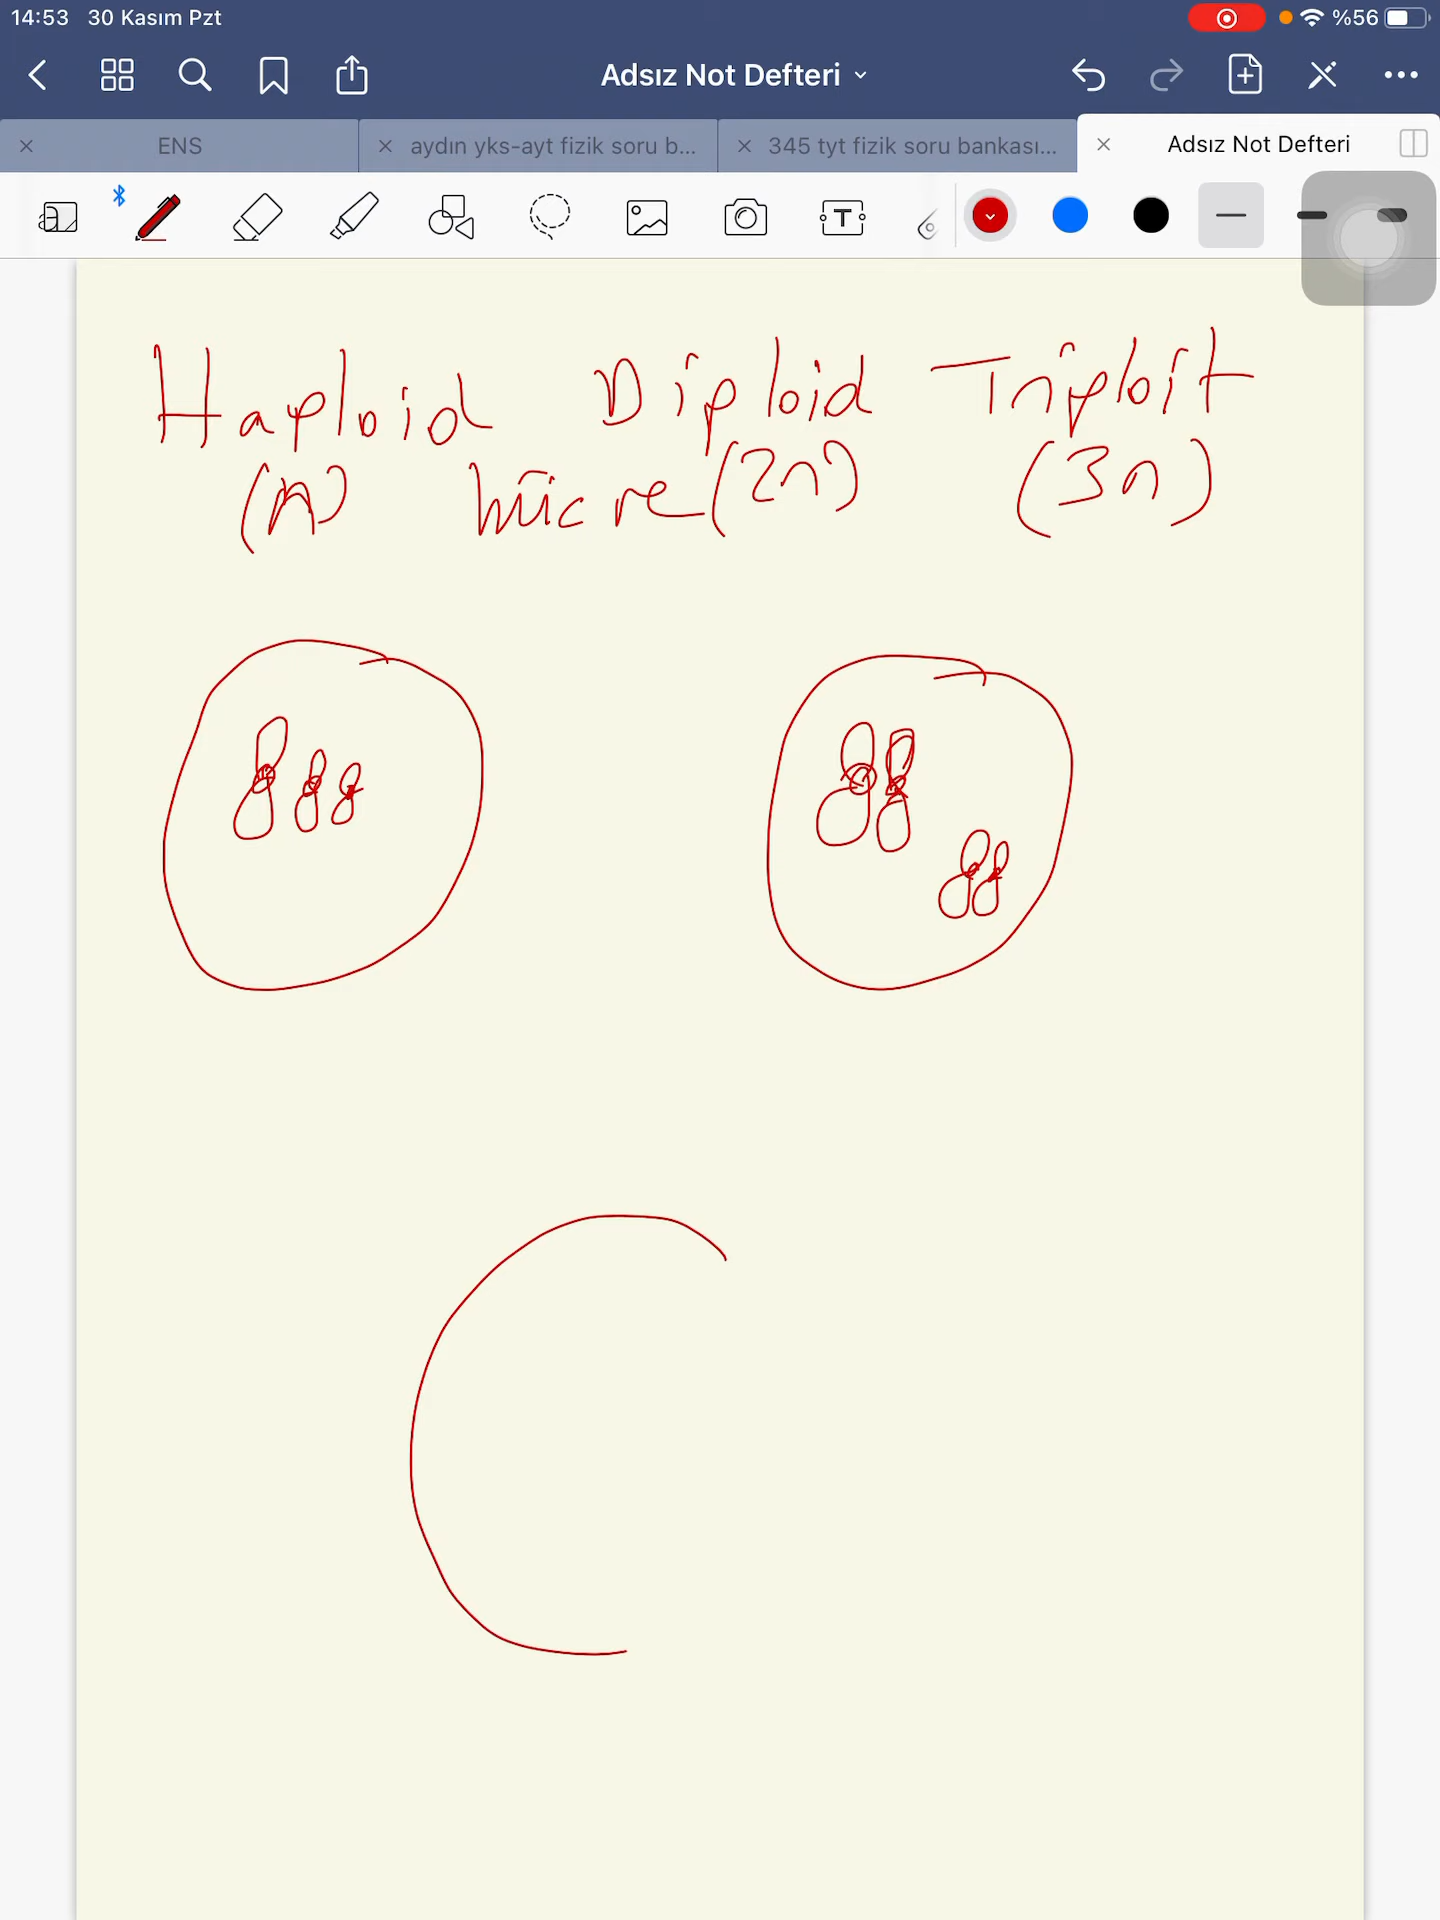 14:53 30 Kasım Pzt %56
Adsız Not Defteri
ENS
aydın yks-ayt fizik soru b...
345 tyt fizik soru bankası...
Adsız Not Defteri
a T
Haploid Diploid Triploit
(n) hücre (2n) (3n)